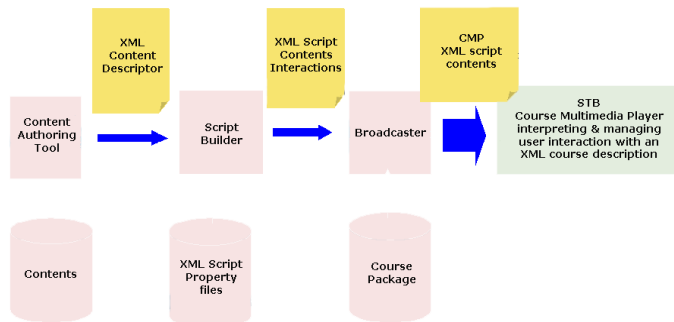 XML
Content
Descriptor
XML Script
Contents
Interactions
CMP
XML script
contents
Content
Authoring
Tool
Script
Builder
Broadcaster
STB
Course Multimedia Player
interpreting & managing
user interaction with an
XML course description
Contents
XML Script
Property
files
Course
Package